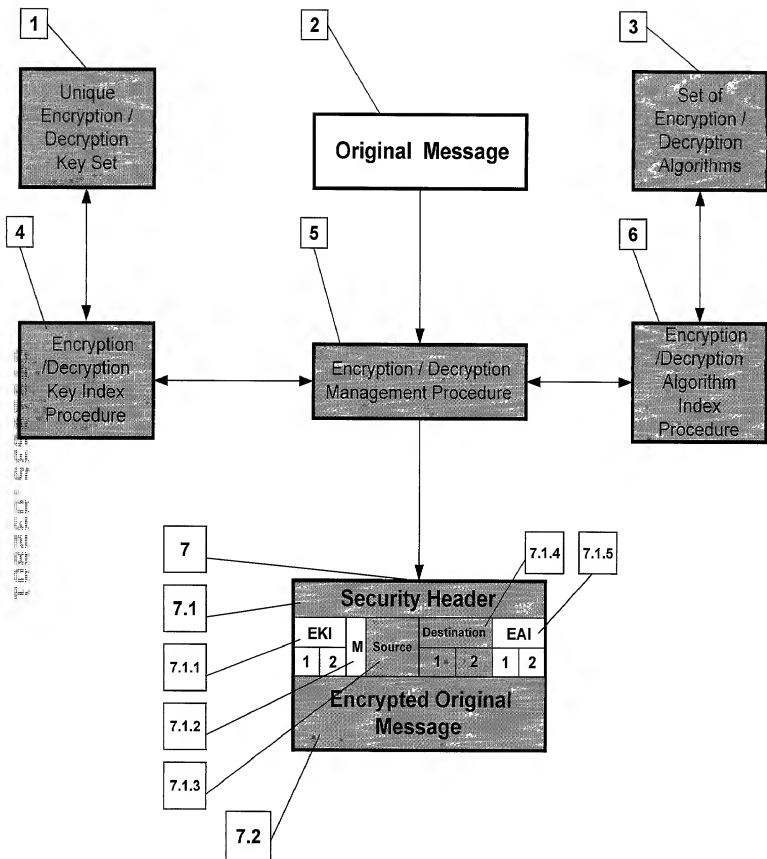 1
2
3
Unique
Encryption /
Decryption
Key Set
Original Message
Set of
Encryption /
Decryption
Algorithms
4
5
6
Encryption
/Decryption
Key Index
Procedure
Encryption / Decryption
Management Procedure
Encryption
/Decryption
Algorithm
Index
Procedure
7
7.1.4
7.1.5
7.1
Security Header
7.1.1
EKI
M
Source
Destination
EAI
1 2
1 2
1 2
7.1.2
Encrypted Original
Message
7.1.3
7.2